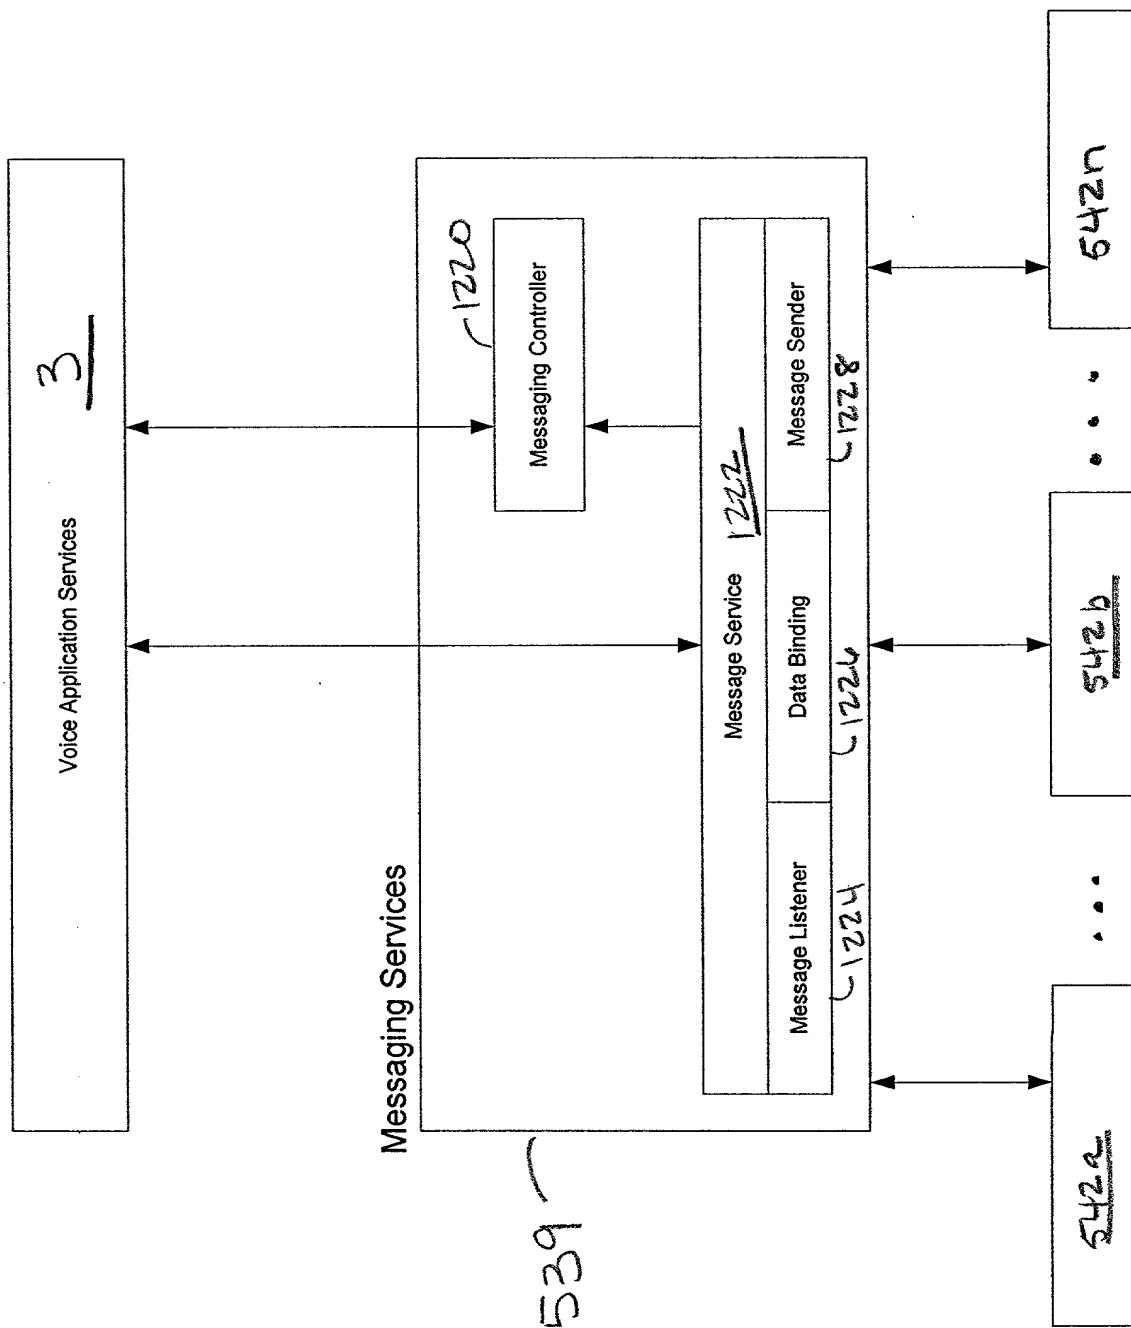 Voice Application Services
3
Messaging Services
539
Messaging Controller
1220
Message Service
1222
Message Listener
Data Binding
Message Sender
1224
1226
1228
542a
...
542b
....
542n